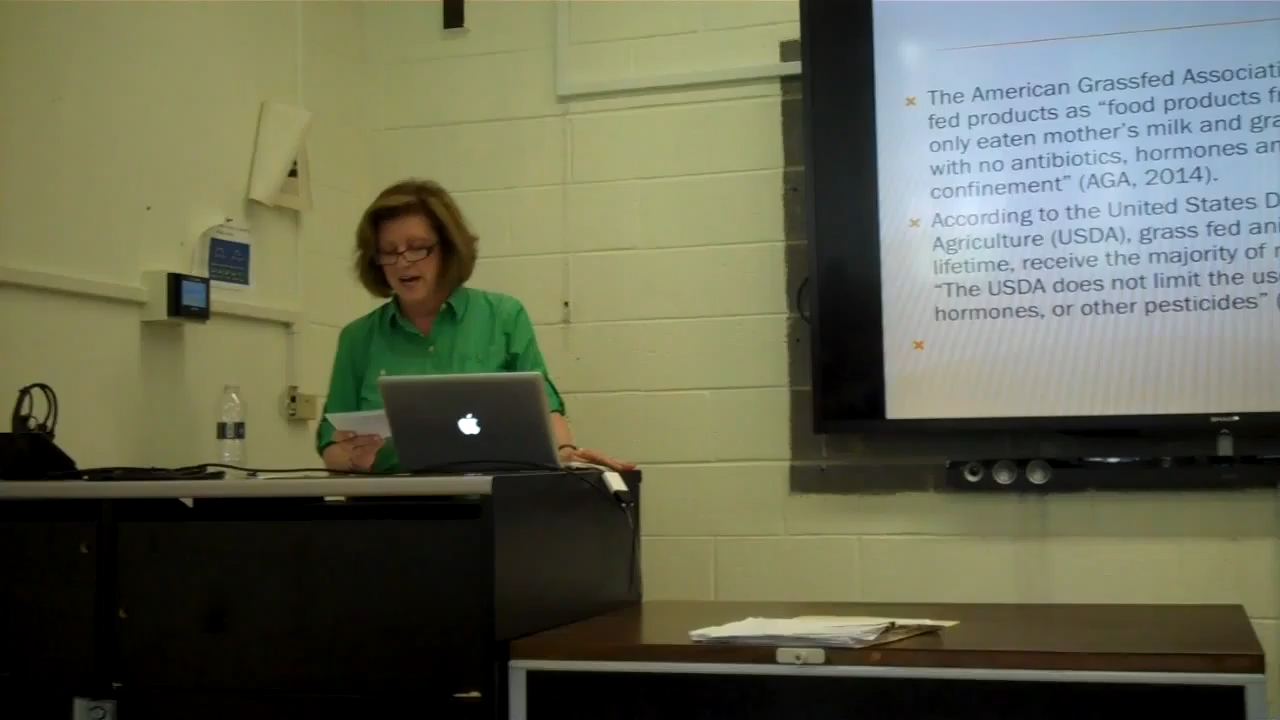 The American Grassfed Associati
fed products as “food products f
only eaten mother’s milk and gra
with no antibiotics, hormones an
confinement” (AGA, 2014).
According to the United States D
Agriculture (USDA), grass fed ani
lifetime, receive the majority of
“The USDA does not limit the us
hormones, or other pesticides”
SHARP